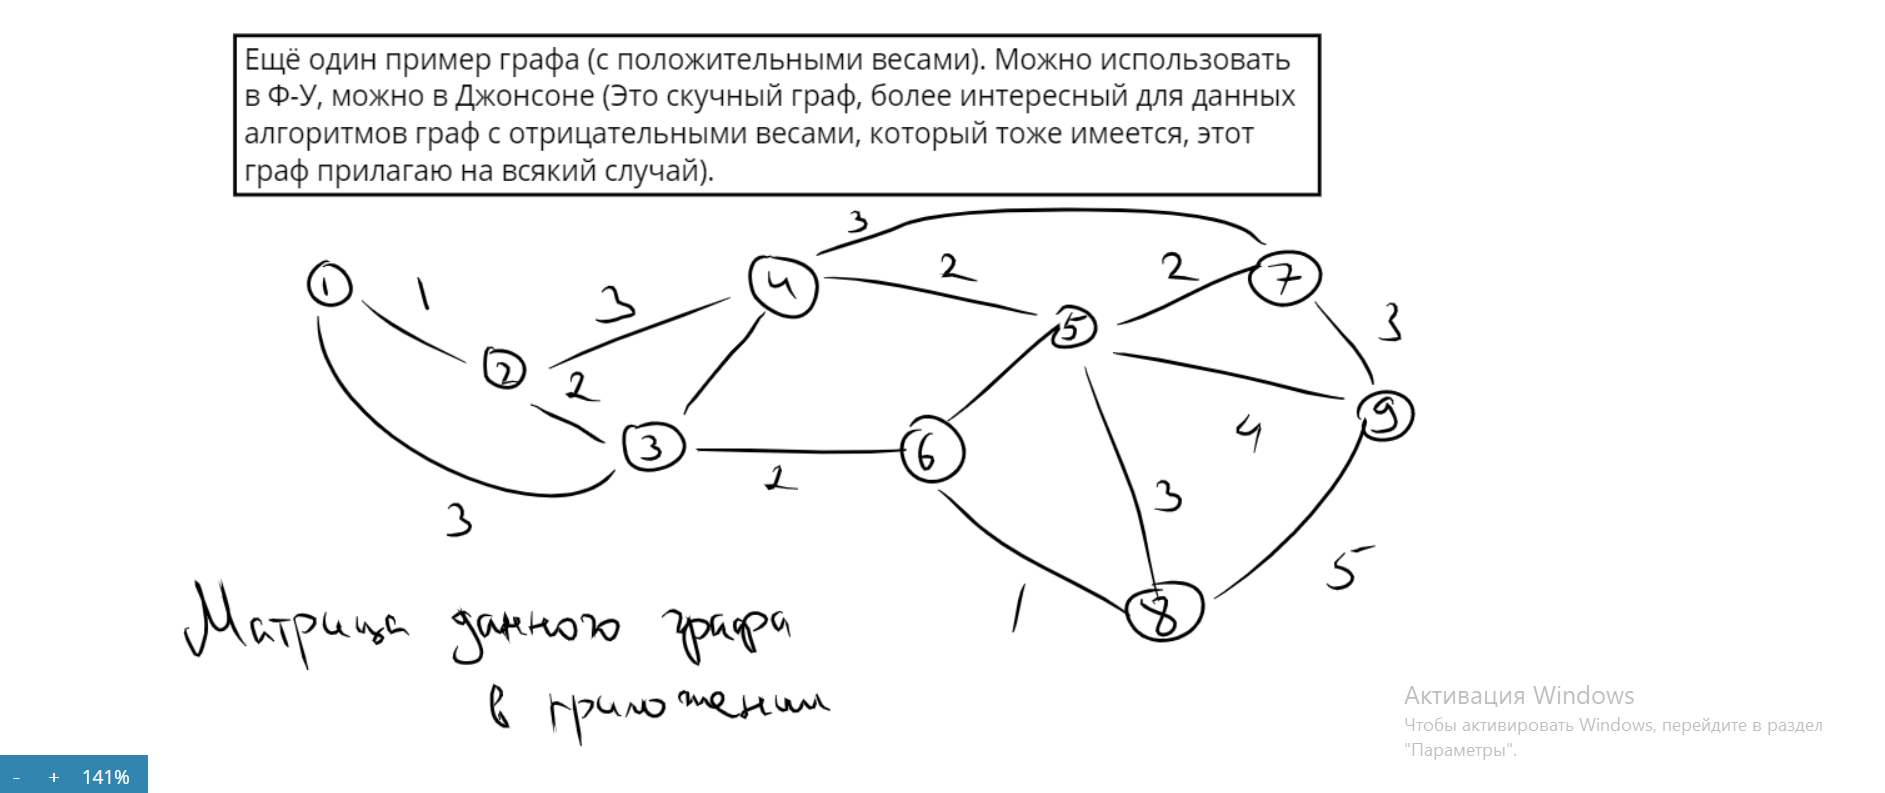 Ещё один пример графа (с положительными весами). Можно использовать
в Ф-У, можно в Джонсоне (Это скучный граф, более интересный для данных
алгоритмов граф с отрицательными весами, который тоже имеется, этот
граф прилагаю на всякий случай).
3
1 1 3 4 2 2 7 3
2 2 5
3 6 9
2 4
3 3
5
1 8
Матрица данного графа
в приложении
Активация Windows
Чтобы активировать Windows, перейдите в раздел
"Параметры".
- + 141%